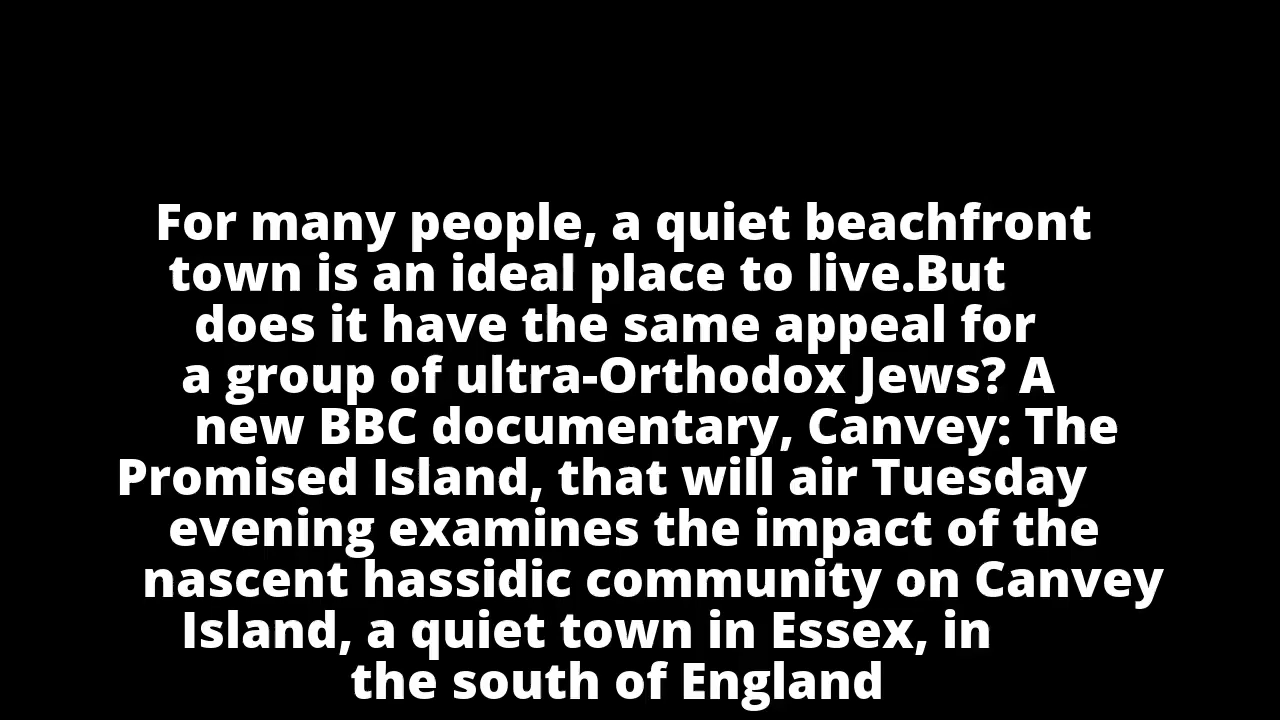 For many people, a quiet beachfront
town is an ideal place to live.But
does it have the same appeal for
a group of ultra-Orthodox Jews? A
new BBC documentary, Canvey: The
Promised Island, that will air Tuesday
evening examines the impact of the
nascent hassidic community on Canvey
Island, a quiet town in Essex, in
the south of England